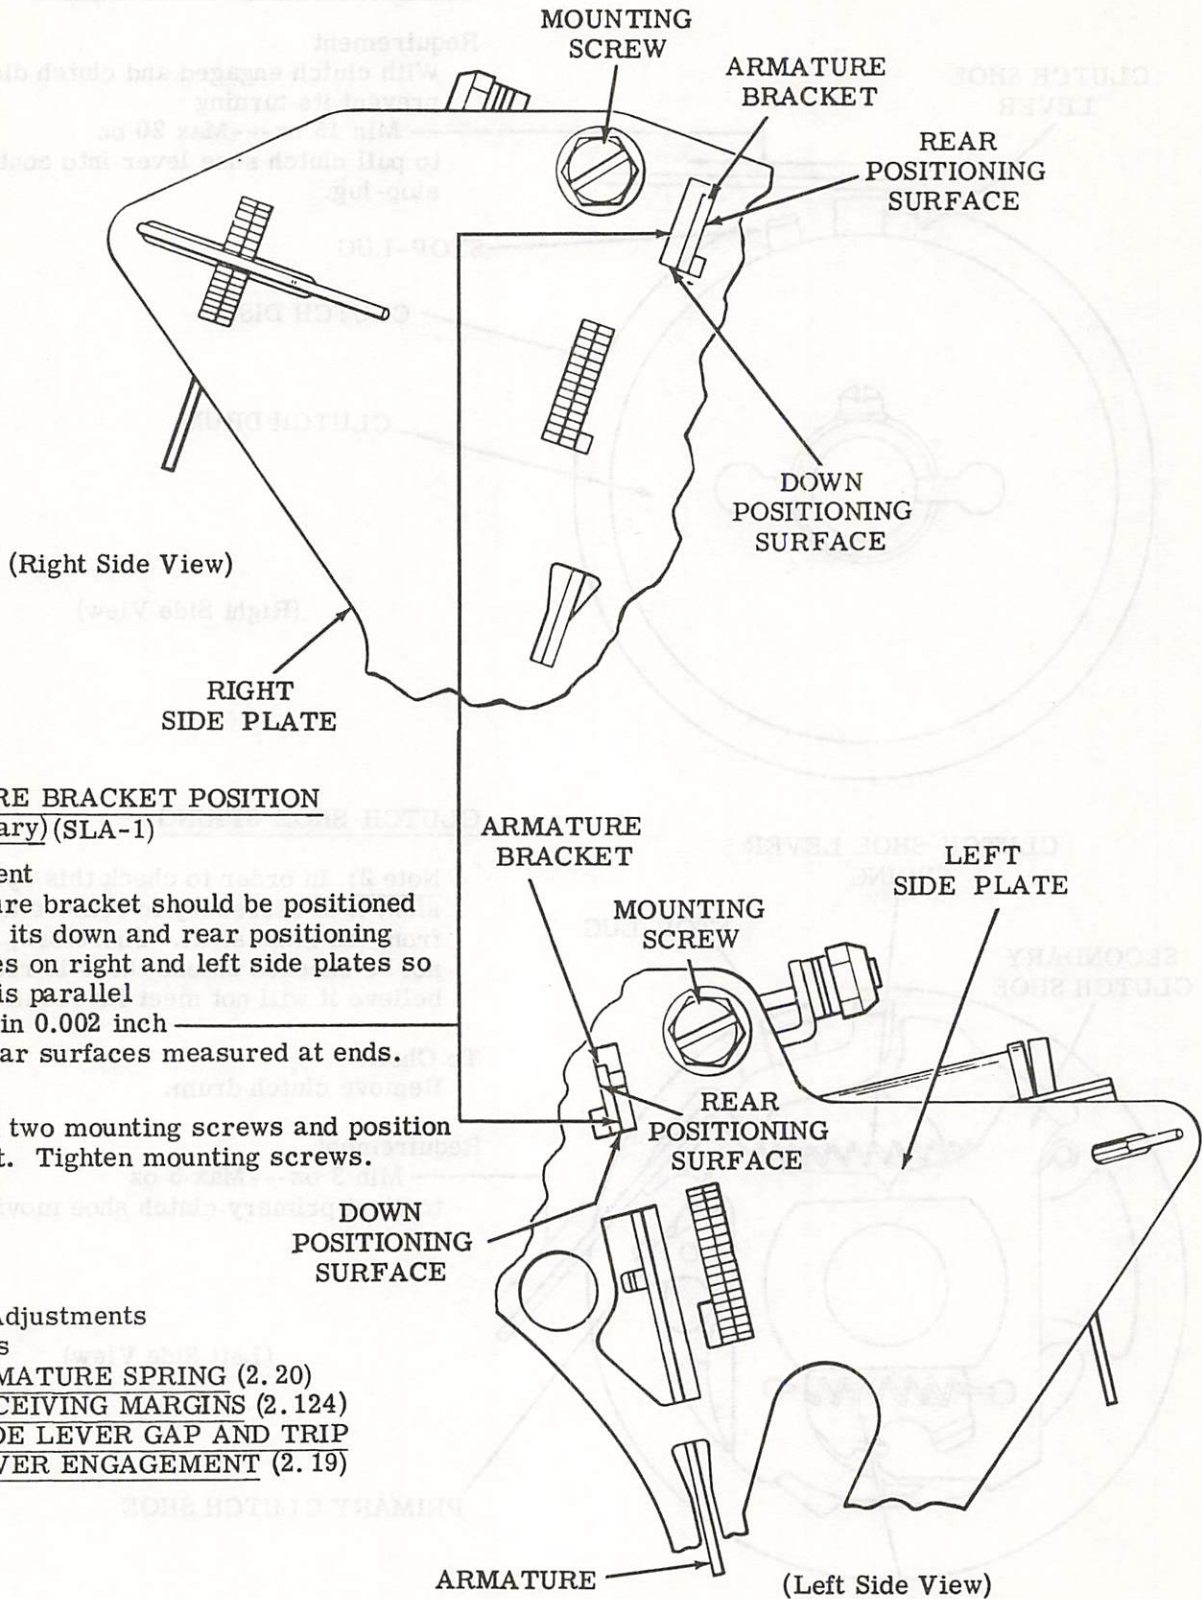 MOUNTING
SCREW
ARMATURE
BRACKET
REAR
POSITIONING
SURFACE
DOWN
POSITIONING
SURFACE
(Right Side View)
RIGHT
SIDE PLATE
RE BRACKET POSITION
ary) (SLA-1)
ent
ure bracket should be positioned
its down and rear positioning
es on right and left side plates so
is parallel
in 0.002 inch
ar surfaces measured at ends.
two mounting screws and position
t. Tighten mounting screws.
ARMATURE
BRACKET
MOUNTING
SCREW
LEFT
SIDE PLATE
REAR
POSITIONING
SURFACE
DOWN
POSITIONING
SURFACE
Adjustments
s
MATURE SPRING (2.20)
CEIVING MARGINS (2.124)
DE LEVER GAP AND TRIP
VER ENGAGEMENT (2.19)
ARMATURE
(Left Side View)